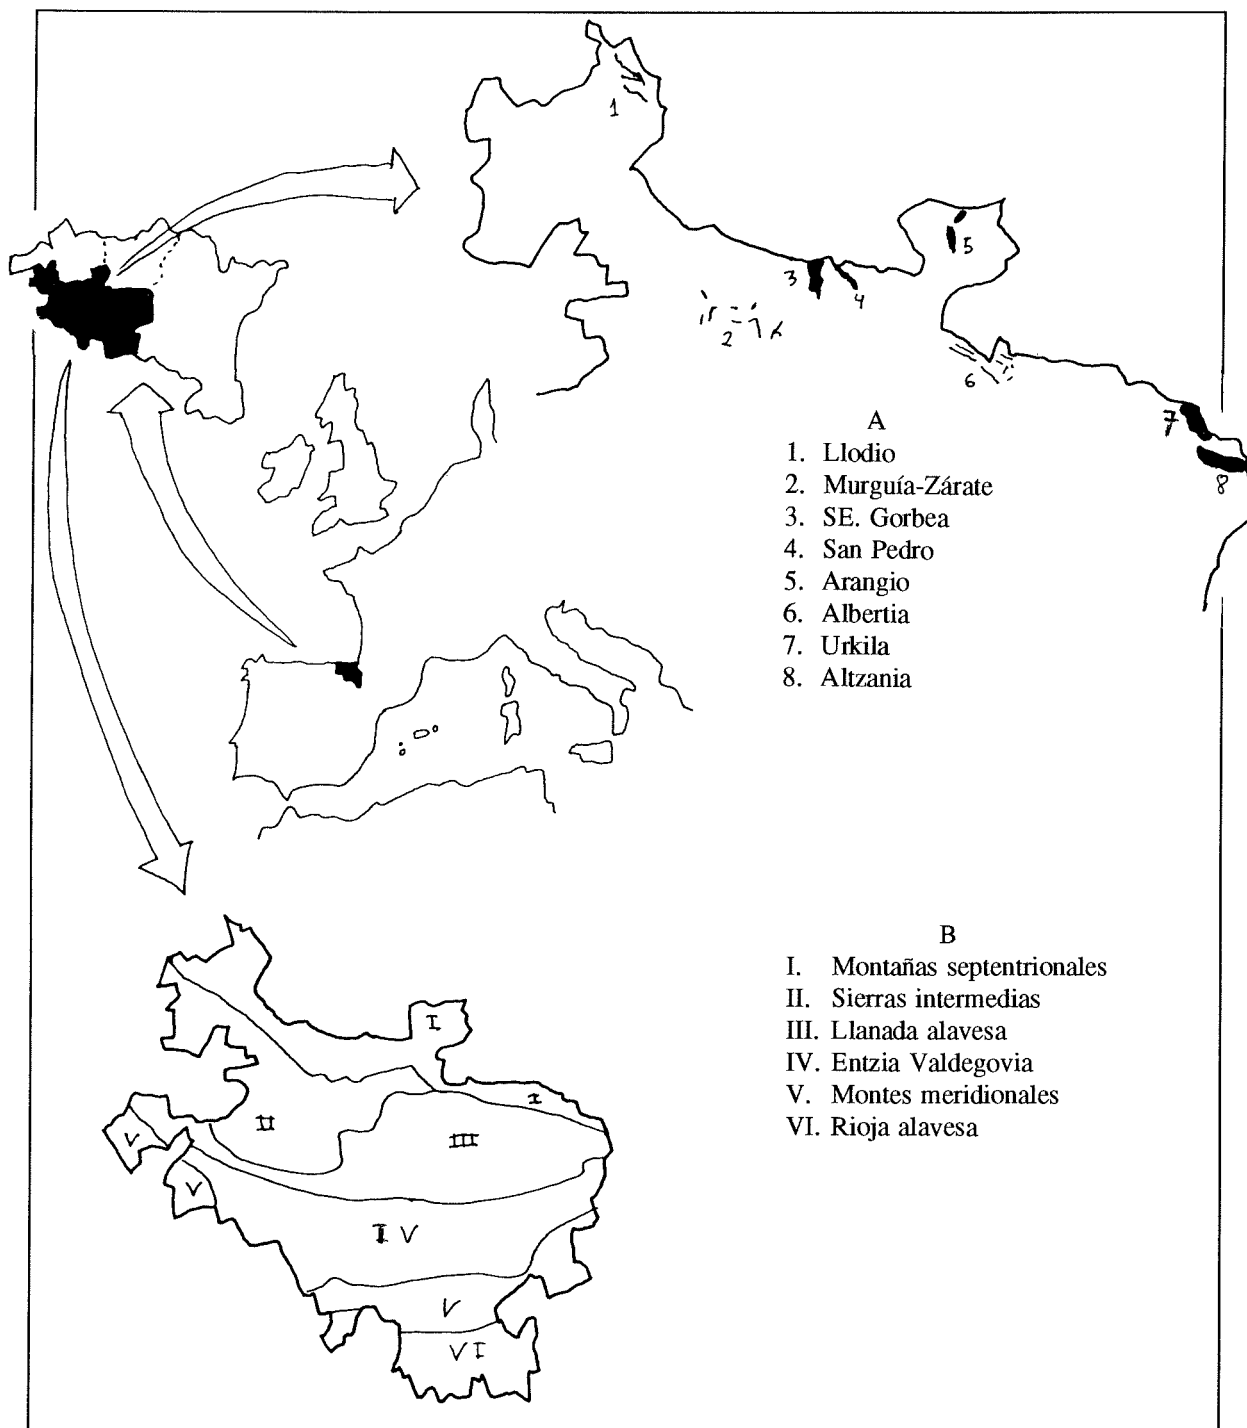 1
5
3
4
2
6
7
8
A
1. Llodio
2. Murguía-Zárate
3. SE. Gorbea
4. San Pedro
5. Arangio
6. Albertia
7. Urkila
8. Altzania
B
I. Montañas septentrionales
II. Sierras intermedias
III. Llanada alavesa
IV. Entzia Valdegovia
V. Montes meridionales
VI. Rioja alavesa
I
I
II
III
V
V
IV
V
VI